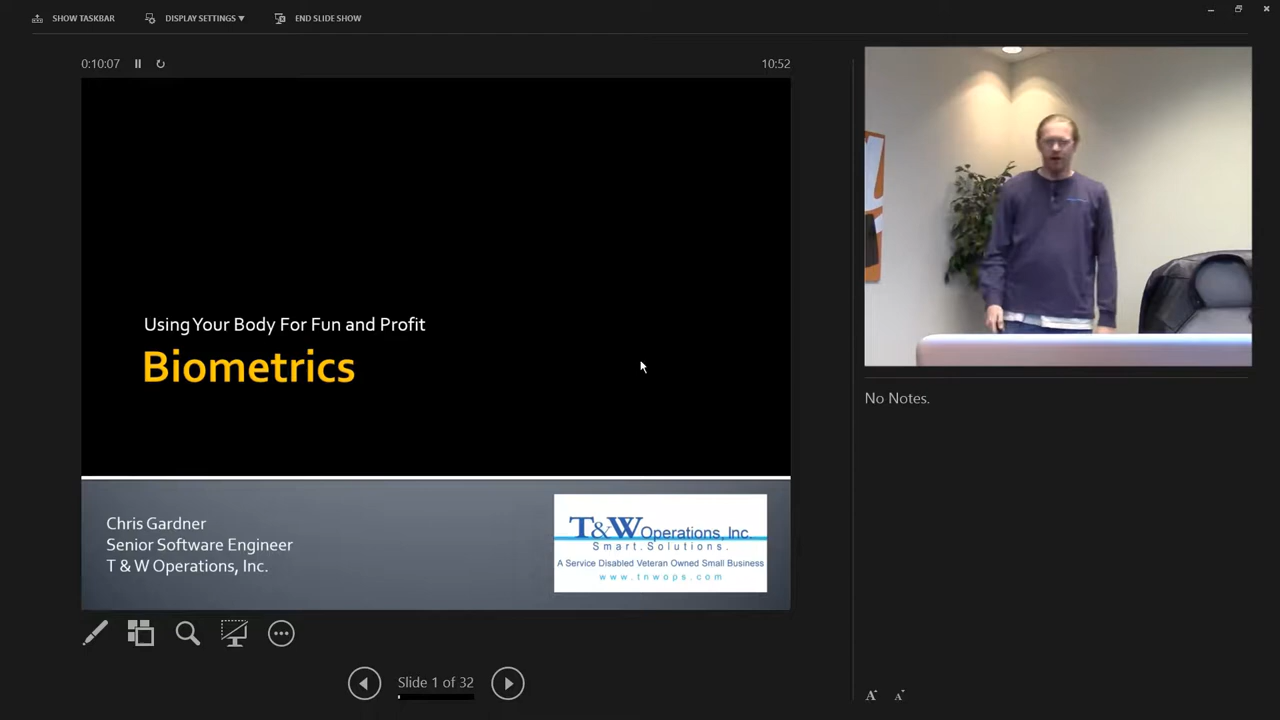 SHOW TASKBAR
DISPLAY SETTINGS ▼
END SLIDE SHOW
0:10:07
10:52
Using Your Body For Fun and Profit
Biometrics
Chris Gardner
Senior Software Engineer
T & W Operations, Inc.
T&W Operations, Inc.
Smart.Solutions.
A Service Disabled Veteran Owned Small Business
www.tnwops.com
No Notes.
Slide 1 of 32
A A